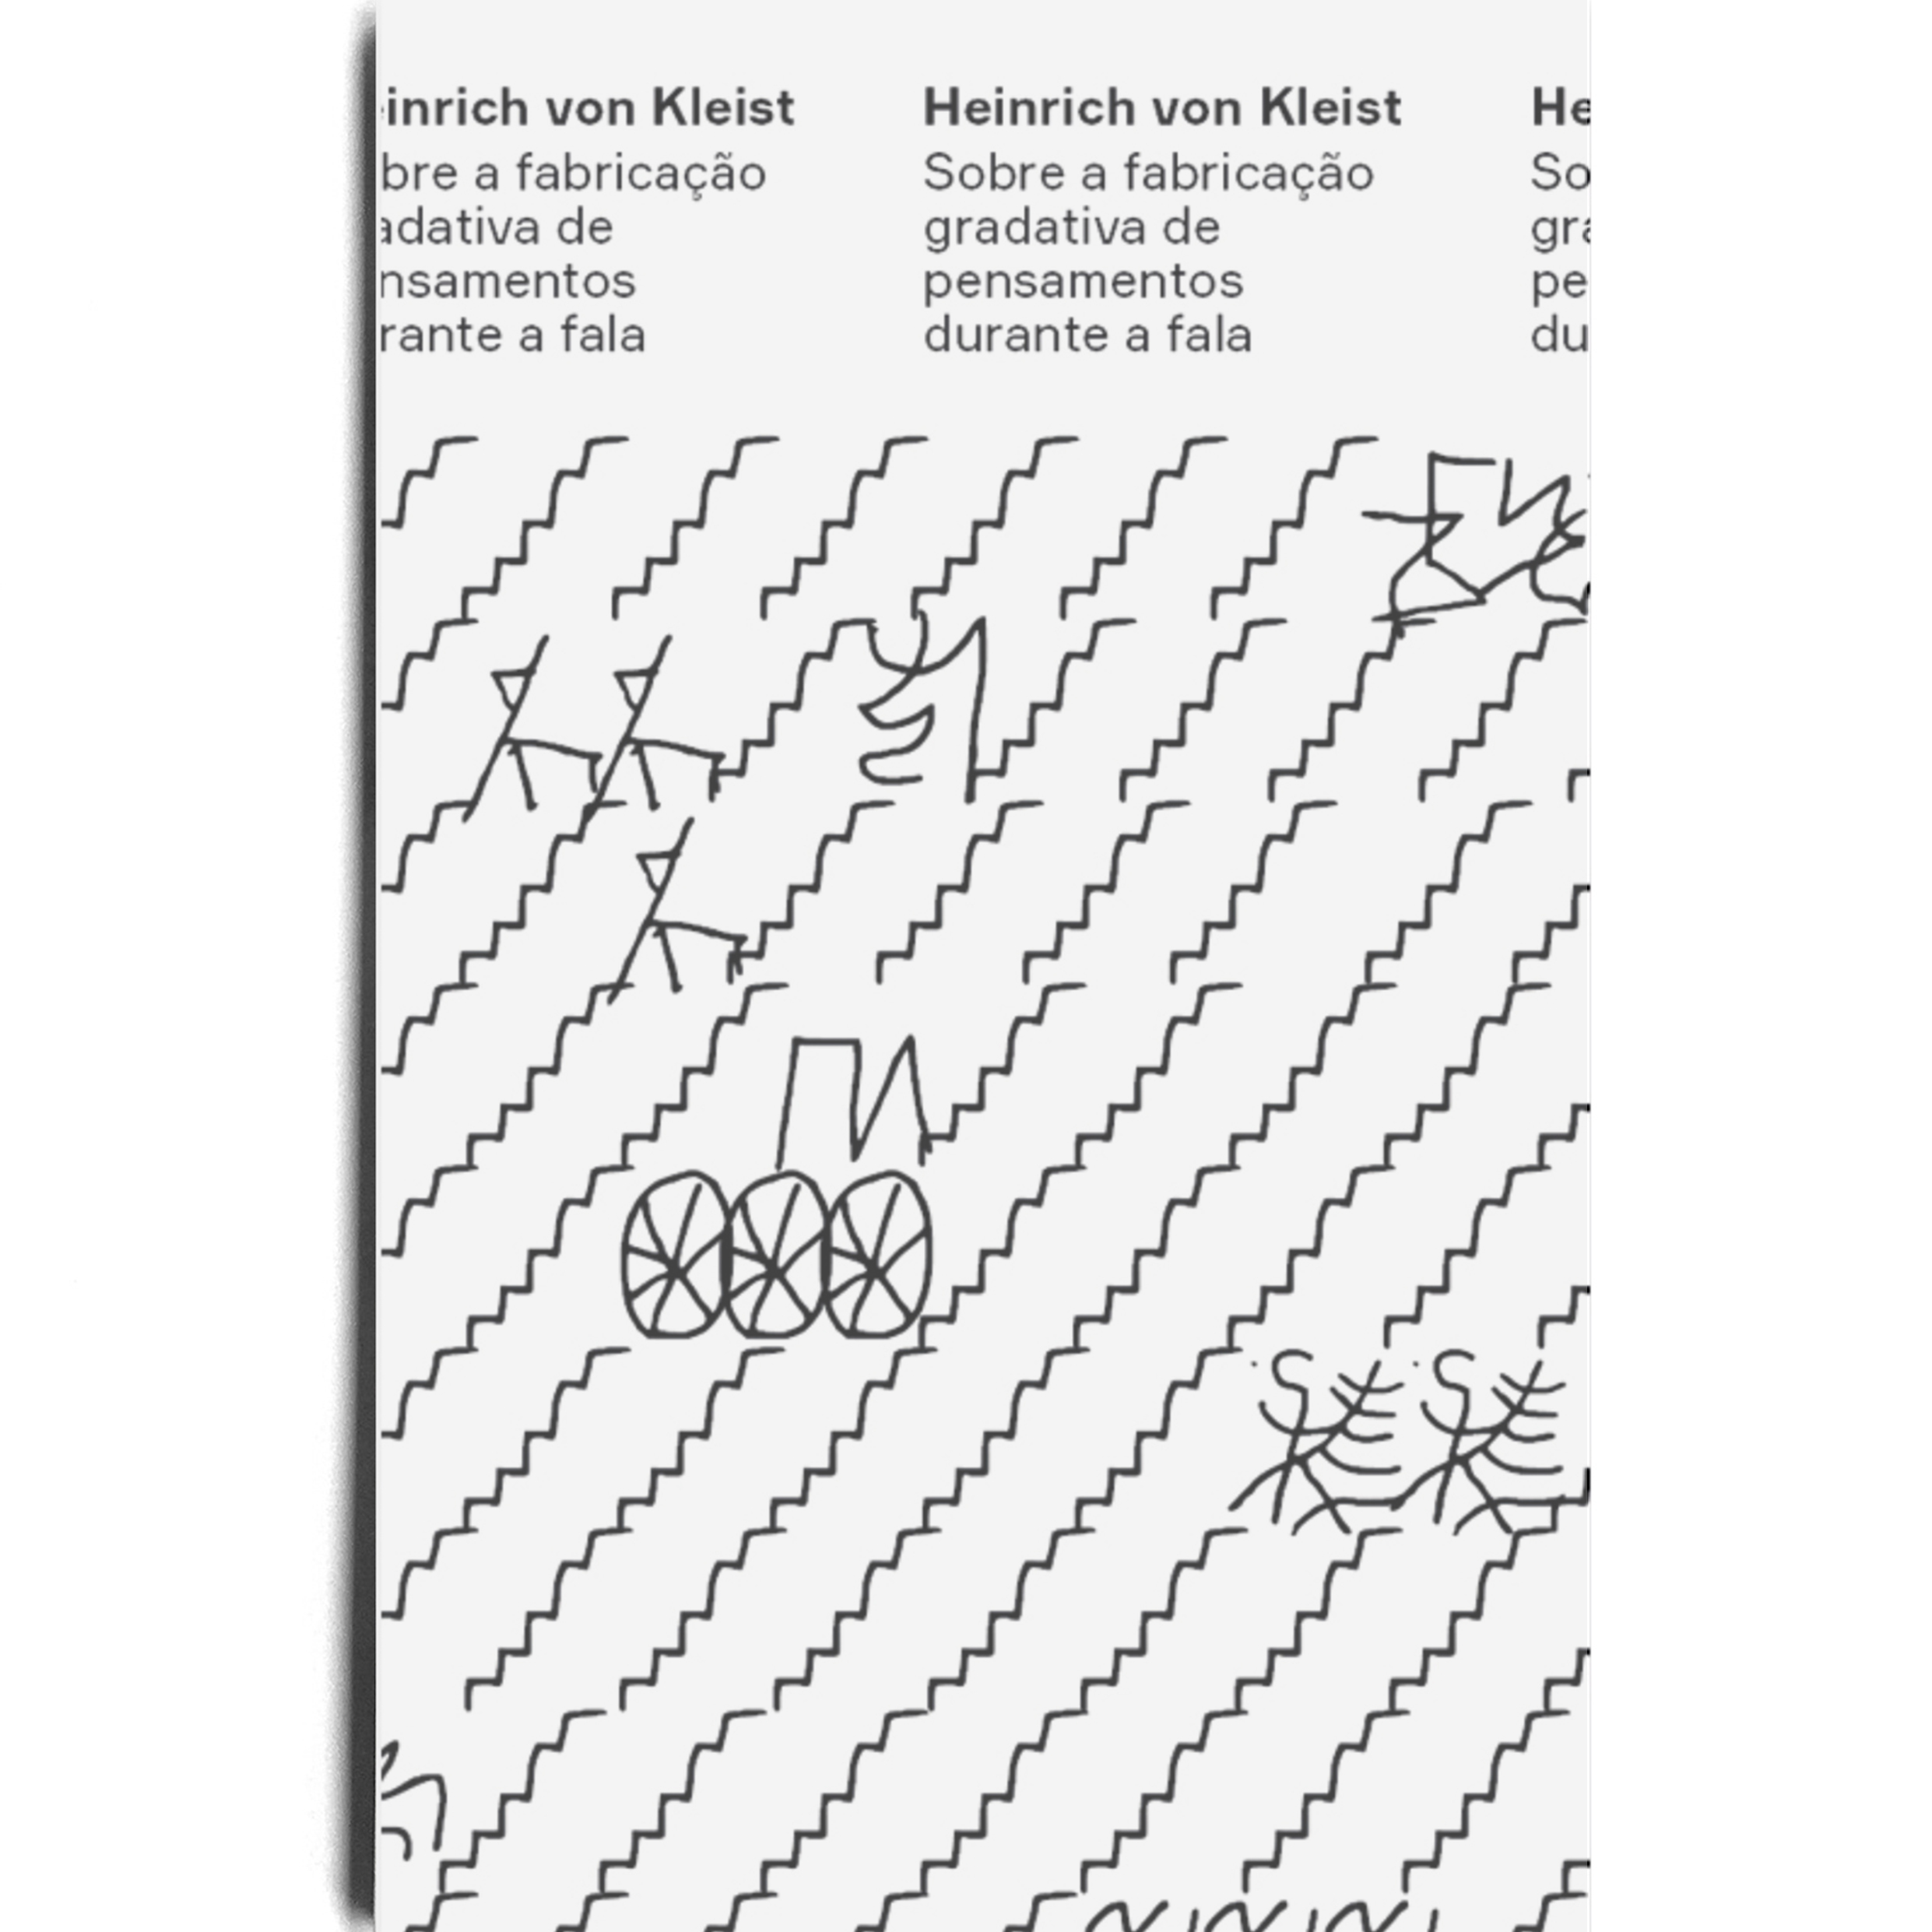 einrich von Kleist
bre a fabricação
adativa de
nsamentos
rante a fala
Heinrich von Kleist
Sobre a fabricação
gradativa de
pensamentos
durante a fala
He
So
gra
pe
du